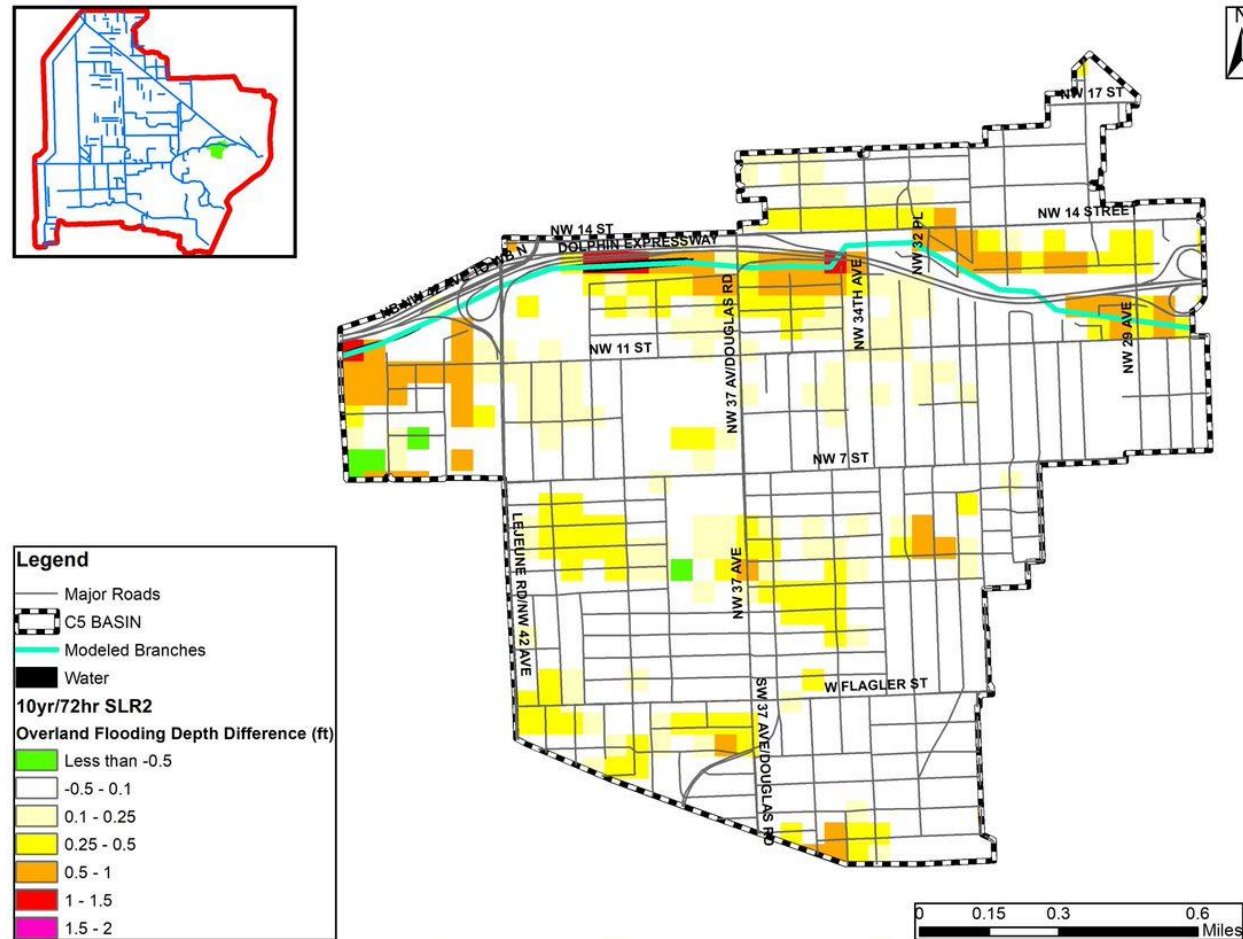 N
NW 17 ST
NW 14 STREET
NW 14 ST
DOLPHIN EXPRESSWAY
NW 32 PL
NW 37 AV/DOUGLAS RD
NW 34TH AVE
NW 29 AVE
NW 11 ST
NW 7 ST
LEJEUNE RD/NW 42 AVE
NW 37 AVE
W FLAGLER ST
SW 37 AVE/DOUGLAS RD
Legend
Major Roads
C5 BASIN
Modeled Branches
Water
10yr/72hr SLR2
Overland Flooding Depth Difference (ft)
Less than -0.5
-0.5 - 0.1
0.1 - 0.25
0.25 - 0.5
0.5 - 1
1 - 1.5
1.5 - 2
0 0.15 0.3 0.6
Miles